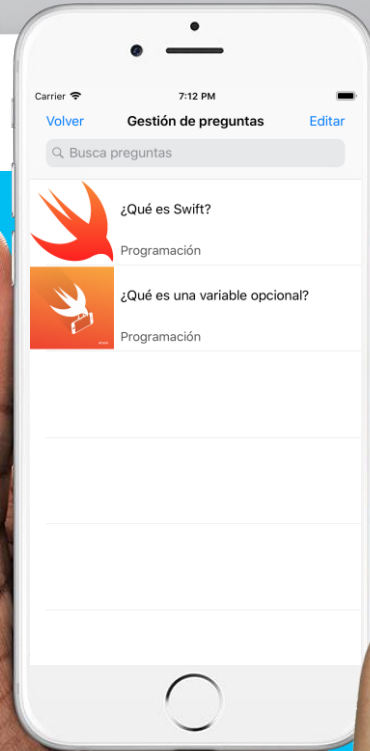 Carrier 7:12 PM
Volver Gestión de preguntas Editar
Busca preguntas
¿Qué es Swift?
Programación
¿Qué es una variable opcional?
Programación